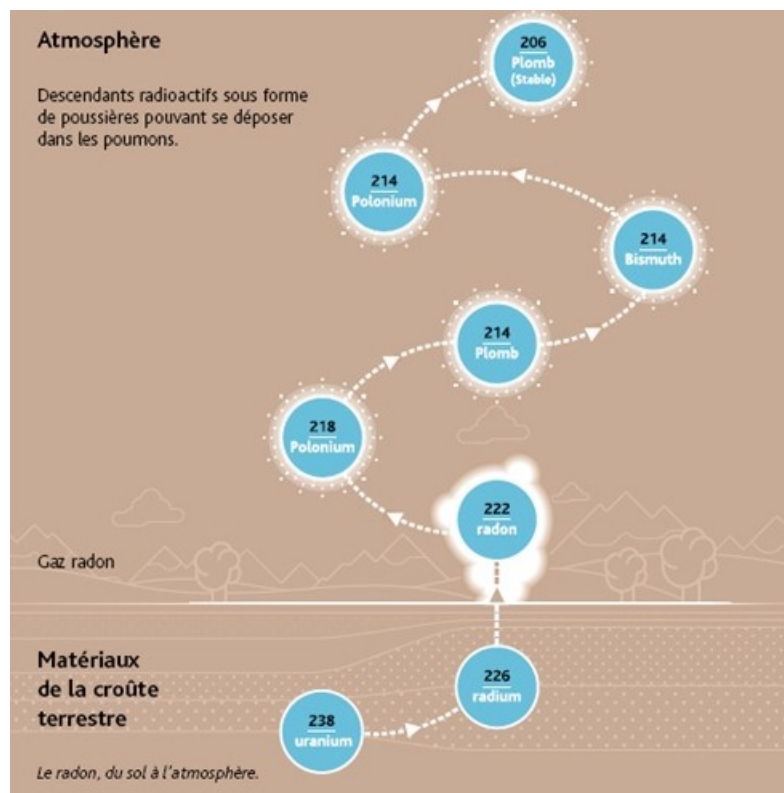 Atmosphère
Descendants radioactifs sous forme
de poussières pouvant se déposer
dans les poumons.
206
Plomb
(Stable)
214
Polonium
214
Bismuth
214
Plomb
218
Polonium
222
radon
Gaz radon
Matériaux
de la croûte
terrestre
226
radium
238
uranium
Le radon, du sol à l'atmosphère.